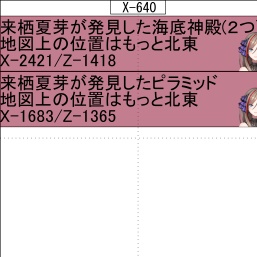 X-640
来栖夏芽が発見した海底神殿(2つ
地図上の位置はもっと北東
X-2421/Z-1418
来栖夏芽が発見したピラミッド
地図上の位置はもっと北東
X-1683/Z-1365